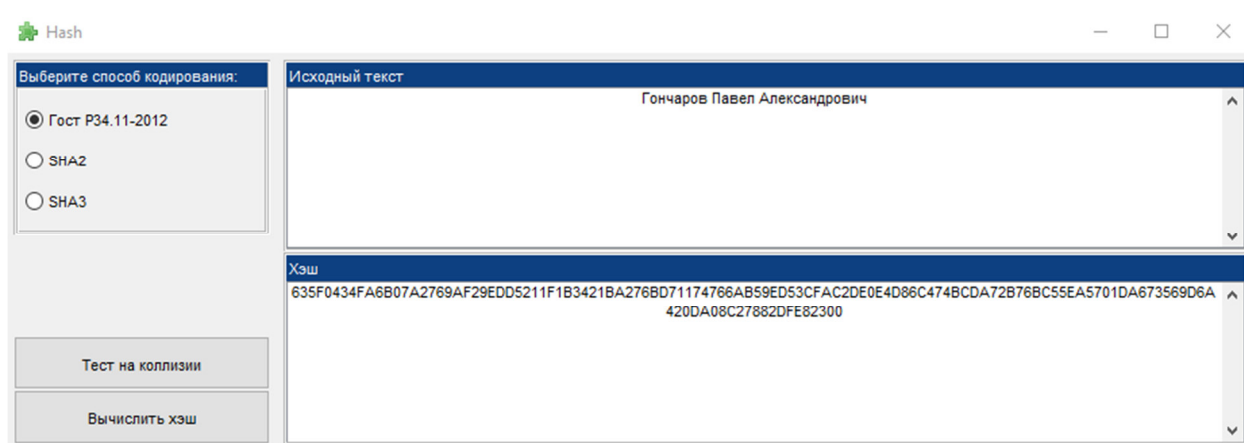 Hash
Выберите способ кодирования:
Гост Р34.11-2012
SHA2
SHA3
Тест на коллизии
Вычислить хэш
Исходный текст
Гончаров Павел Александрович
Хэш
635F0434FA6B07A2769AF29EDD5211F1B3421BA276BD71174766AB59ED53CFAC2DE0E4D86C474BCDA72B76BC55EA5701DA673569D6A
420DA08C27882DFE82300